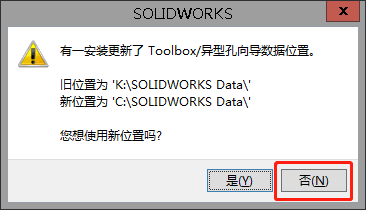 SOLIDWORKS
有一安装更新了 Toolbox/异型孔向导数据位置。
旧位置为 'K:\SOLIDWORKS Data\'
新位置为 'C:\SOLIDWORKS Data\'
您想使用新位置吗?
是(Y) 否(N)